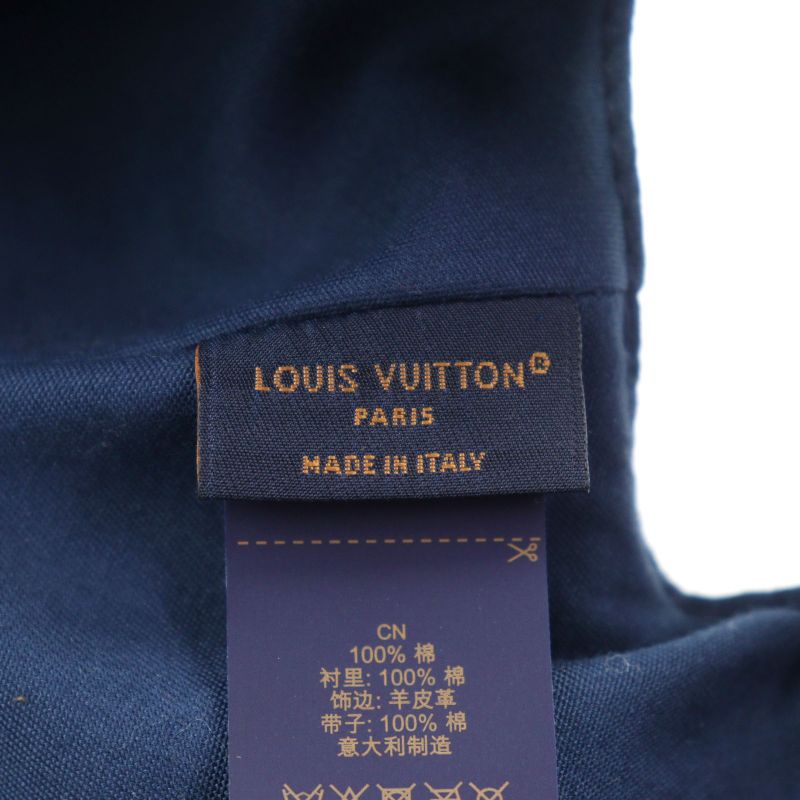 LOUIS VUITTON®
PARIS
MADE IN ITALY
CN
100% 棉
衬里: 100% 棉
饰边: 羊皮革
带子: 100% 棉
意大利制造